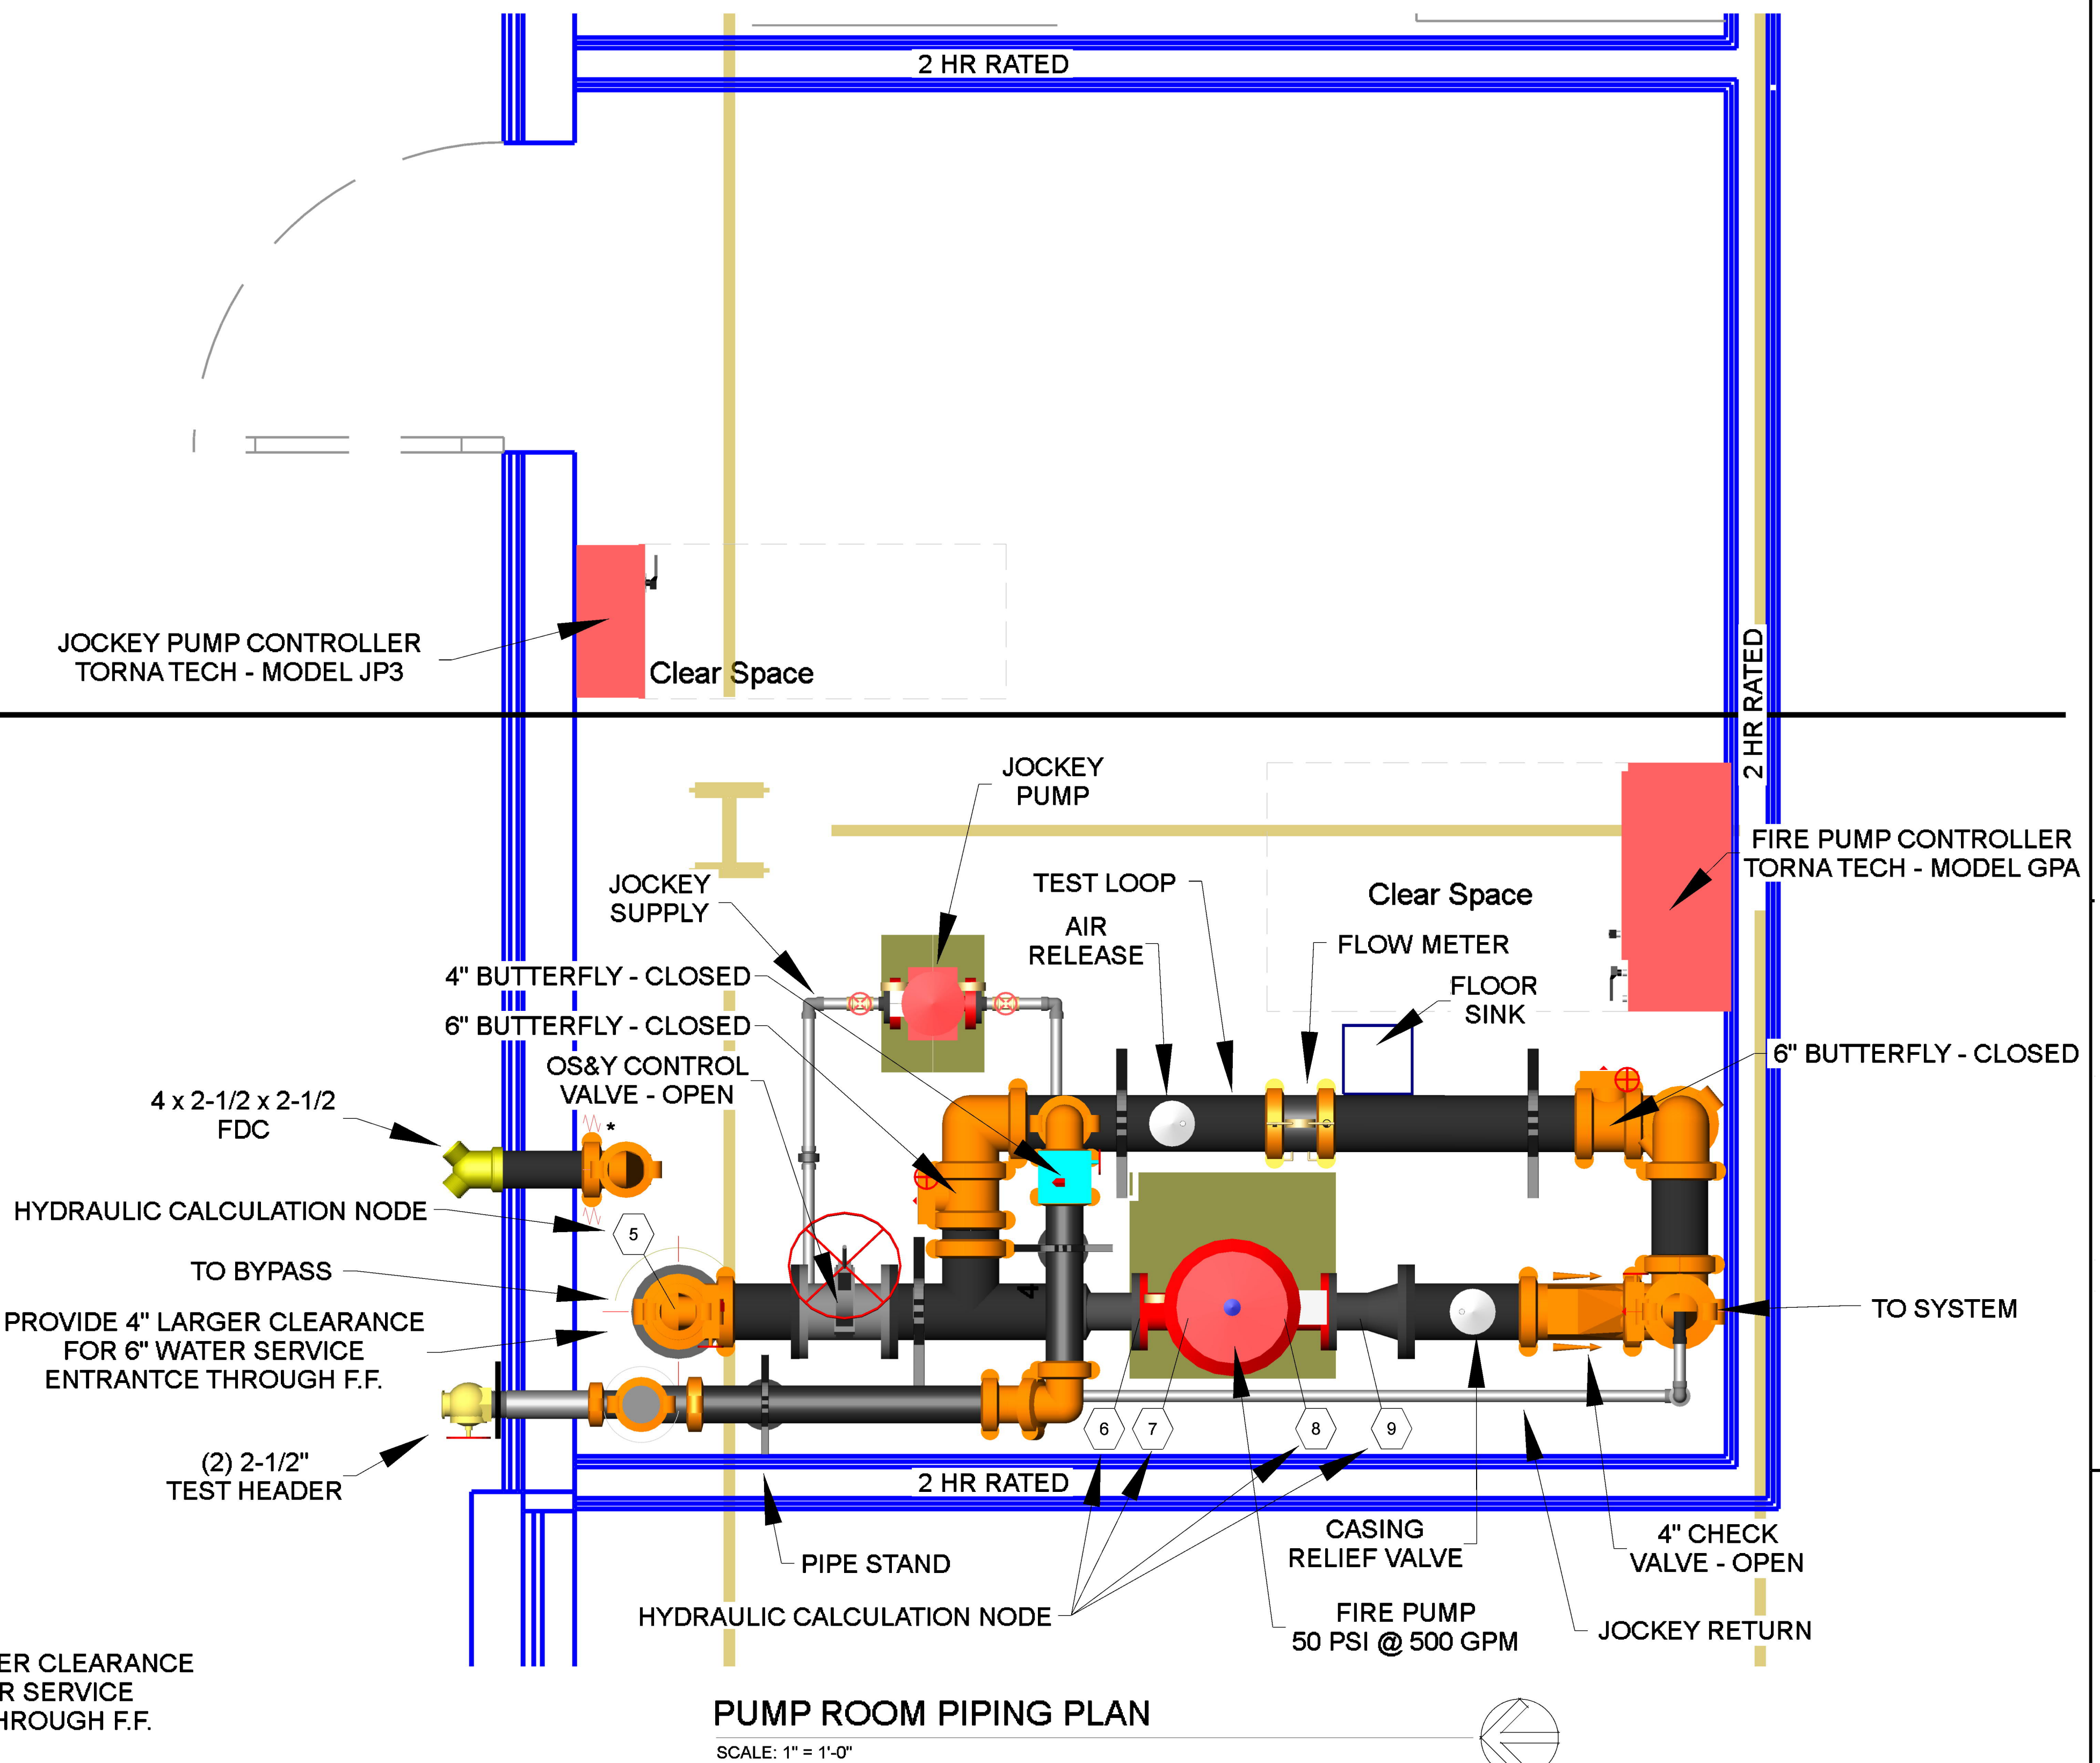 2 HR RATED
JOCKEY PUMP CONTROLLER
TORNA TECH - MODEL JP3
Clear Space
2 HR RATED
JOCKEY
PUMP
FIRE PUMP CONTROLLER
TORNA TECH - MODEL GPA
JOCKEY
SUPPLY
TEST LOOP
Clear Space
AIR
RELEASE
FLOW METER
4" BUTTERFLY - CLOSED
FLOOR
SINK
6" BUTTERFLY - CLOSED
OS&Y CONTROL
VALVE - OPEN
6" BUTTERFLY - CLOSED
4 x 2-1/2 x 2-1/2
FDC
*
HYDRAULIC CALCULATION NODE
5
TO BYPASS
4
PROVIDE 4" LARGER CLEARANCE
FOR 6" WATER SERVICE
ENTRANTCE THROUGH F.F.
TO SYSTEM
6
7
8
9
(2) 2-1/2"
TEST HEADER
2 HR RATED
PIPE STAND
CASING
RELIEF VALVE
4" CHECK
VALVE - OPEN
HYDRAULIC CALCULATION NODE
FIRE PUMP
50 PSI @ 500 GPM
JOCKEY RETURN
ER CLEARANCE
R SERVICE
HROUGH F.F.
PUMP ROOM PIPING PLAN
SCALE: 1" = 1'-0"